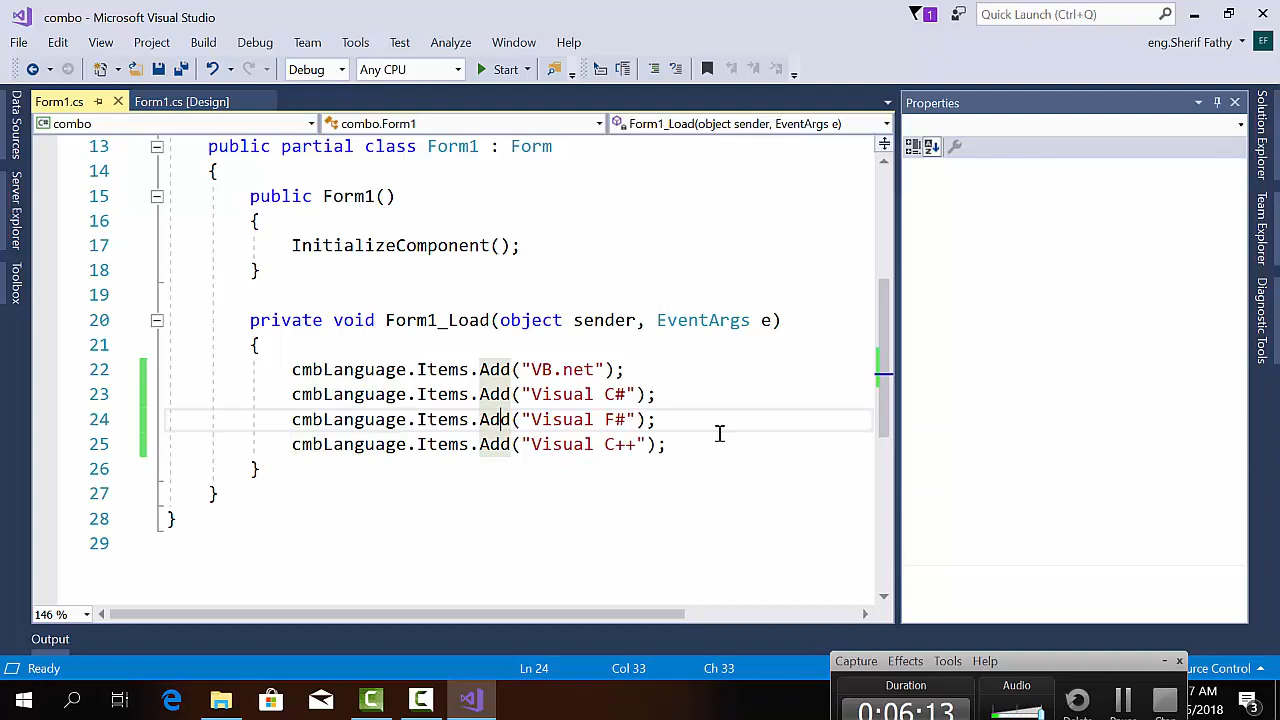 combo - Microsoft Visual Studio
1
Quick Launch (Ctrl+Q)
File Edit View Project Build Debug Team Tools Test Analyze Window Help
eng.Sherif Fathy
EF
Debug
Any CPU
Start
Form1.cs
Form1.cs [Design]
combo
combo.Form1
Form1_Load(object sender, EventArgs e)
Properties
Data Sources
Server Explorer
Toolbox
Solution Explorer
Team Explorer
Diagnostic Tools
13 public partial class Form1 : Form
14 {
15 public Form1()
16 {
17 InitializeComponent();
18 }
19
20 private void Form1_Load(object sender, EventArgs e)
21 {
22 cmbLanguage.Items.Add("VB.net");
23 cmbLanguage.Items.Add("Visual C#");
24 cmbLanguage.Items.Add("Visual F#");
25 cmbLanguage.Items.Add("Visual C++");
26 }
27 }
28 }
29
146 %
Output
Ready
Ln 24
Col 33
Ch 33
Capture Effects Tools Help
Duration
Audio
0:06:13
7 AM
/2018
3